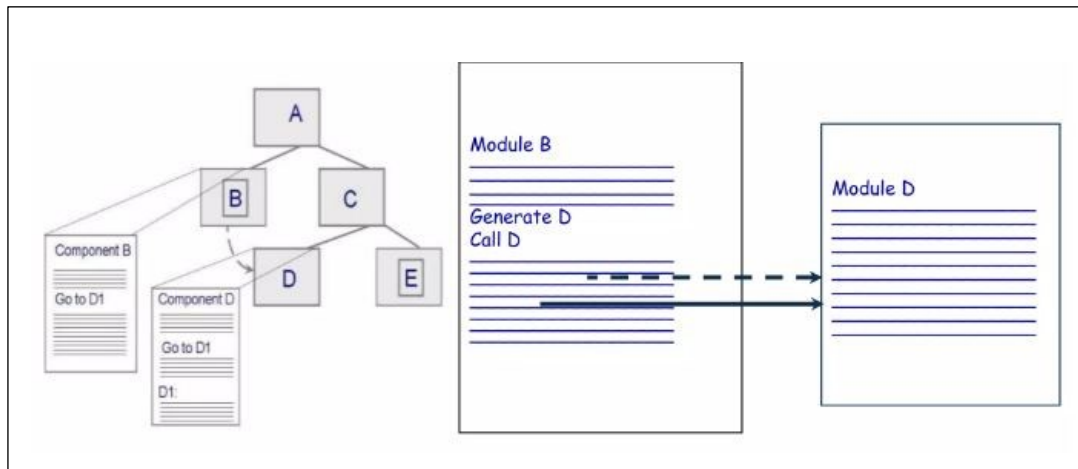 A
B
C
D
E
Component B
Go to D1
Component D
Go to D1
D1:
Module B
Generate D
Call D
Module D